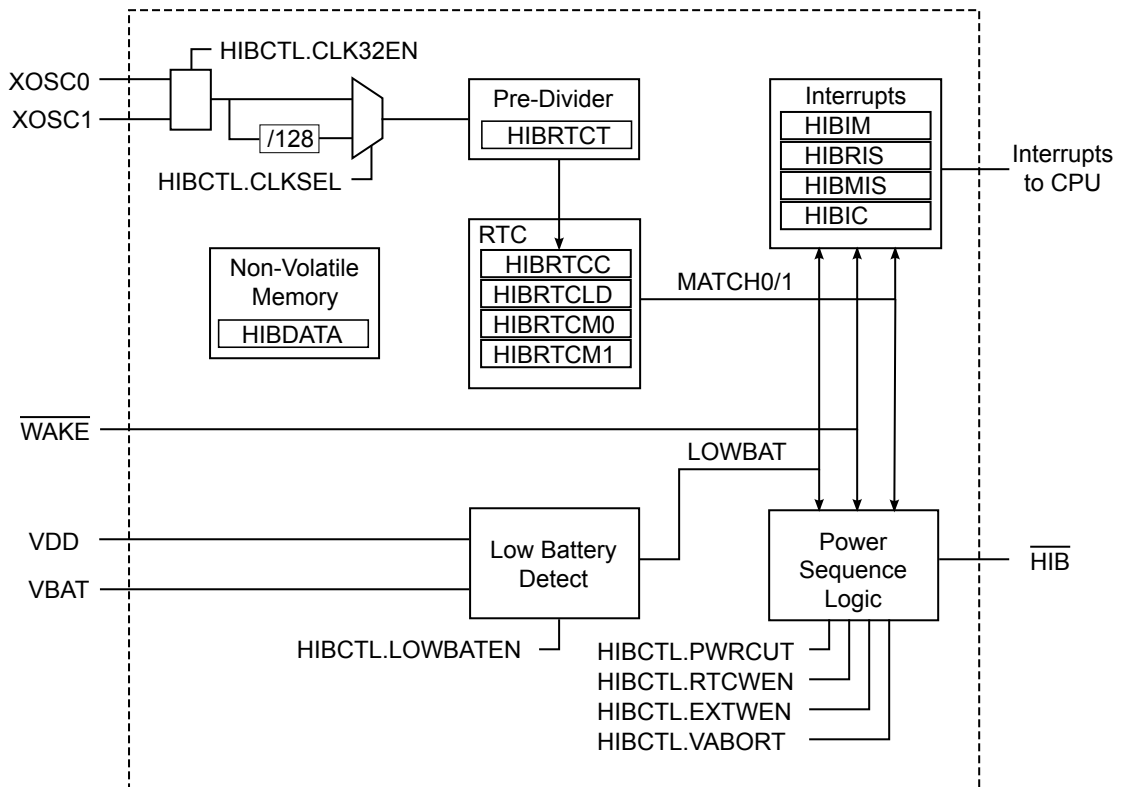 HIBCTL.CLK32EN
XOSC0
XOSC1
/128
HIBCTL.CLKSEL
Pre-Divider
HIBRTCT
Interrupts
HIBIM
HIBRIS
HIBMIS
HIBIC
Interrupts
to CPU
RTC
HIBRTCC
HIBRTCLD
HIBRTCM0
HIBRTCM1
MATCH0/1
Non-Volatile
Memory
HIBDATA
WAKE
LOWBAT
VDD
VBAT
Low Battery
Detect
Power
Sequence
Logic
HIB
HIBCTL.LOWBATEN
HIBCTL.PWRCUT
HIBCTL.RTCWEN
HIBCTL.EXTWEN
HIBCTL.VABORT